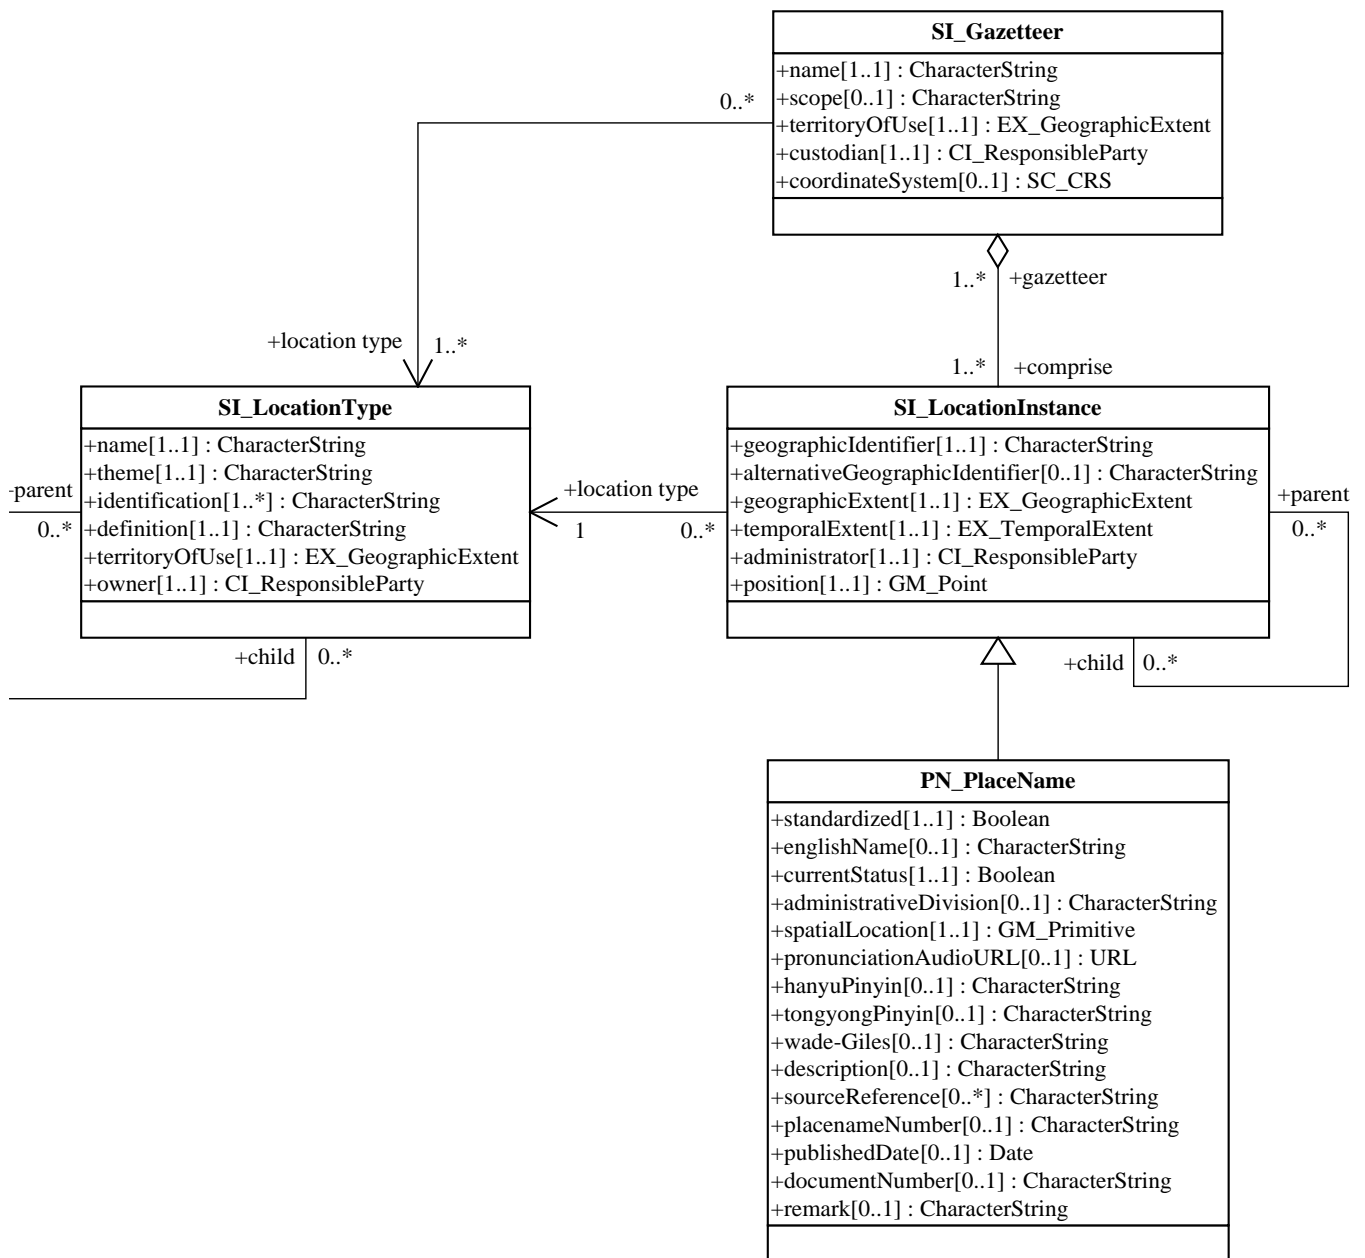 SI_Gazetteer
+name[1..1] : CharacterString
+scope[0..1] : CharacterString
+territoryOfUse[1..1] : EX_GeographicExtent
+custodian[1..1] : CI_ResponsibleParty
+coordinateSystem[0..1] : SC_CRS
0..*
1..* +gazetteer
+location type 1..*
1..* +comprise
SI_LocationType
+name[1..1] : CharacterString
+theme[1..1] : CharacterString
+identification[1..*] : CharacterString
+definition[1..1] : CharacterString
+territoryOfUse[1..1] : EX_GeographicExtent
+owner[1..1] : CI_ResponsibleParty
+parent
0..*
+child 0..*
+location type
1 0..*
SI_LocationInstance
+geographicIdentifier[1..1] : CharacterString
+alternativeGeographicIdentifier[0..1] : CharacterString
+geographicExtent[1..1] : EX_GeographicExtent
+temporalExtent[1..1] : EX_TemporalExtent
+administrator[1..1] : CI_ResponsibleParty
+position[1..1] : GM_Point
+parent
0..*
+child 0..*
PN_PlaceName
+standardized[1..1] : Boolean
+englishName[0..1] : CharacterString
+currentStatus[1..1] : Boolean
+administrativeDivision[0..1] : CharacterString
+spatialLocation[1..1] : GM_Primitive
+pronunciationAudioURL[0..1] : URL
+hanyuPinyin[0..1] : CharacterString
+tongyongPinyin[0..1] : CharacterString
+wade-Giles[0..1] : CharacterString
+description[0..1] : CharacterString
+sourceReference[0..*] : CharacterString
+placenameNumber[0..1] : CharacterString
+publishedDate[0..1] : Date
+documentNumber[0..1] : CharacterString
+remark[0..1] : CharacterString